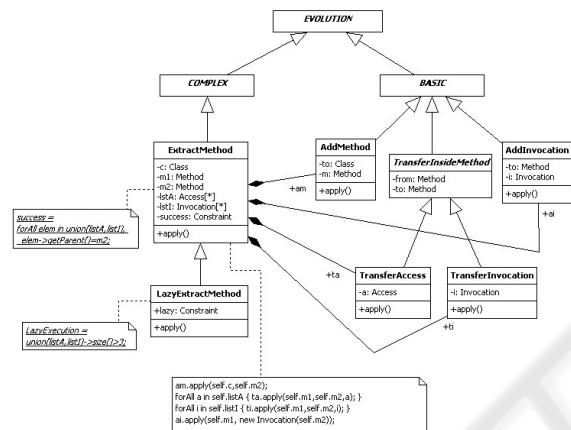 EVOLUTION
COMPLEX
BASIC
ExtractMethod
-c: Class
-m1: Method
-m2: Method
-lstA: Access[*]
-lstI: Invocation[*]
-success: Constraint
+apply()
AddMethod
-to: Class
-m: Method
+apply()
TransferInsideMethod
-from: Method
-to: Method
AddInvocation
-to: Method
-i: Invocation
+apply()
+am
+ai
success =
forAll elem in union(listA,listI),
elem->getParent()=m2;
+ta
TransferAccess
-a: Access
+apply()
TransferInvocation
-i: Invocation
+apply()
+ti
LazyExtractMethod
+lazy: Constraint
+apply()
LazyExecution =
union(listA,listI)->size()>3;
am.apply(self.c,self.m2);
forAll a in self.listA { ta.apply(self.m1,self.m2,a); }
forAll i in self.listI { ti.apply(self.m1,self.m2,i); }
ai.apply(self.m1, new Invocation(self.m2));